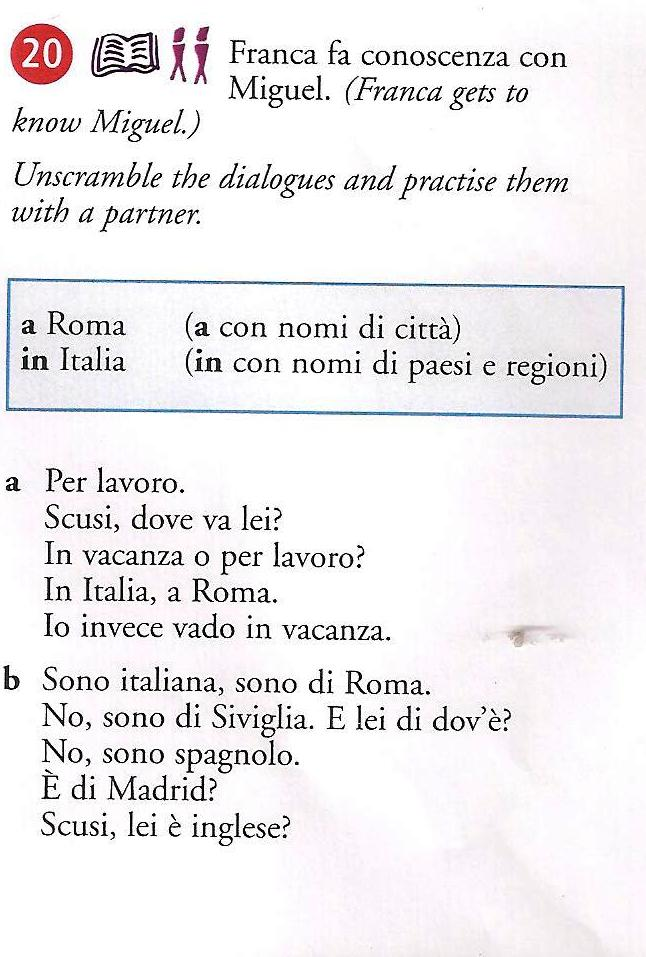 20 Franca fa conoscenza con
Miguel. (Franca gets to
know Miguel.)
Unscramble the dialogues and practise them
with a partner.
a Roma (a con nomi di città)
in Italia (in con nomi di paesi e regioni)
a Per lavoro.
Scusi, dove va lei?
In vacanza o per lavoro?
In Italia, a Roma.
Io invece vado in vacanza.
b Sono italiana, sono di Roma.
No, sono di Siviglia. E lei di dov'è?
No, sono spagnolo.
È di Madrid?
Scusi, lei è inglese?